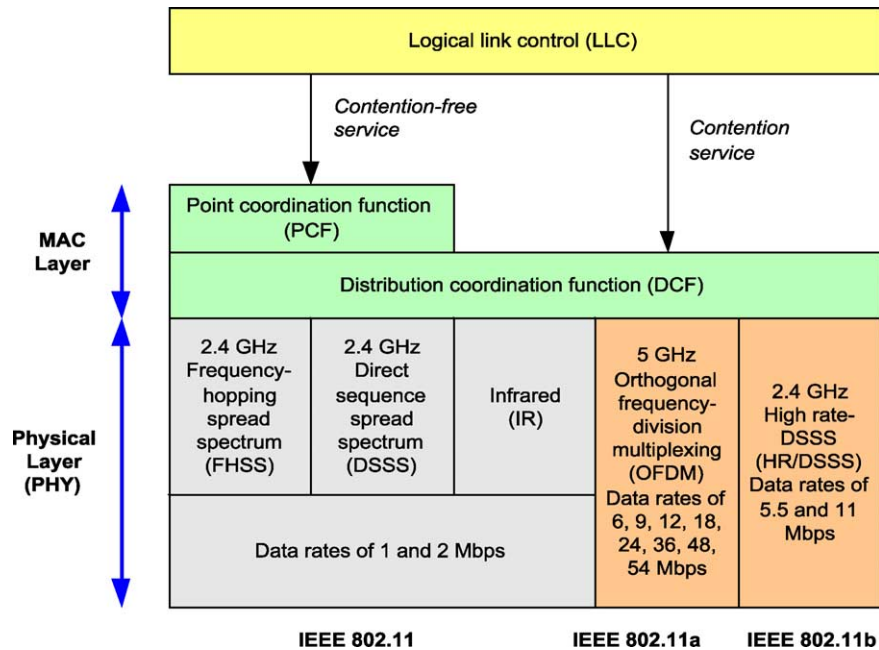 Logical link control (LLC)
Contention-free
service
Contention
service
Point coordination function
(PCF)
MAC
Layer
Distribution coordination function (DCF)
2.4 GHz
Frequency-
hopping
spread
spectrum
(FHSS)
2.4 GHz
Direct
sequence
spread
spectrum
(DSSS)
Infrared
(IR)
5 GHz
Orthogonal
frequency-
division
multiplexing
(OFDM)
Data rates of
6, 9, 12, 18,
24, 36, 48,
54 Mbps
2.4 GHz
High rate-
DSSS
(HR/DSSS)
Data rates of
5.5 and 11
Mbps
Physical
Layer
(PHY)
Data rates of 1 and 2 Mbps
IEEE 802.11
IEEE 802.11a
IEEE 802.11b